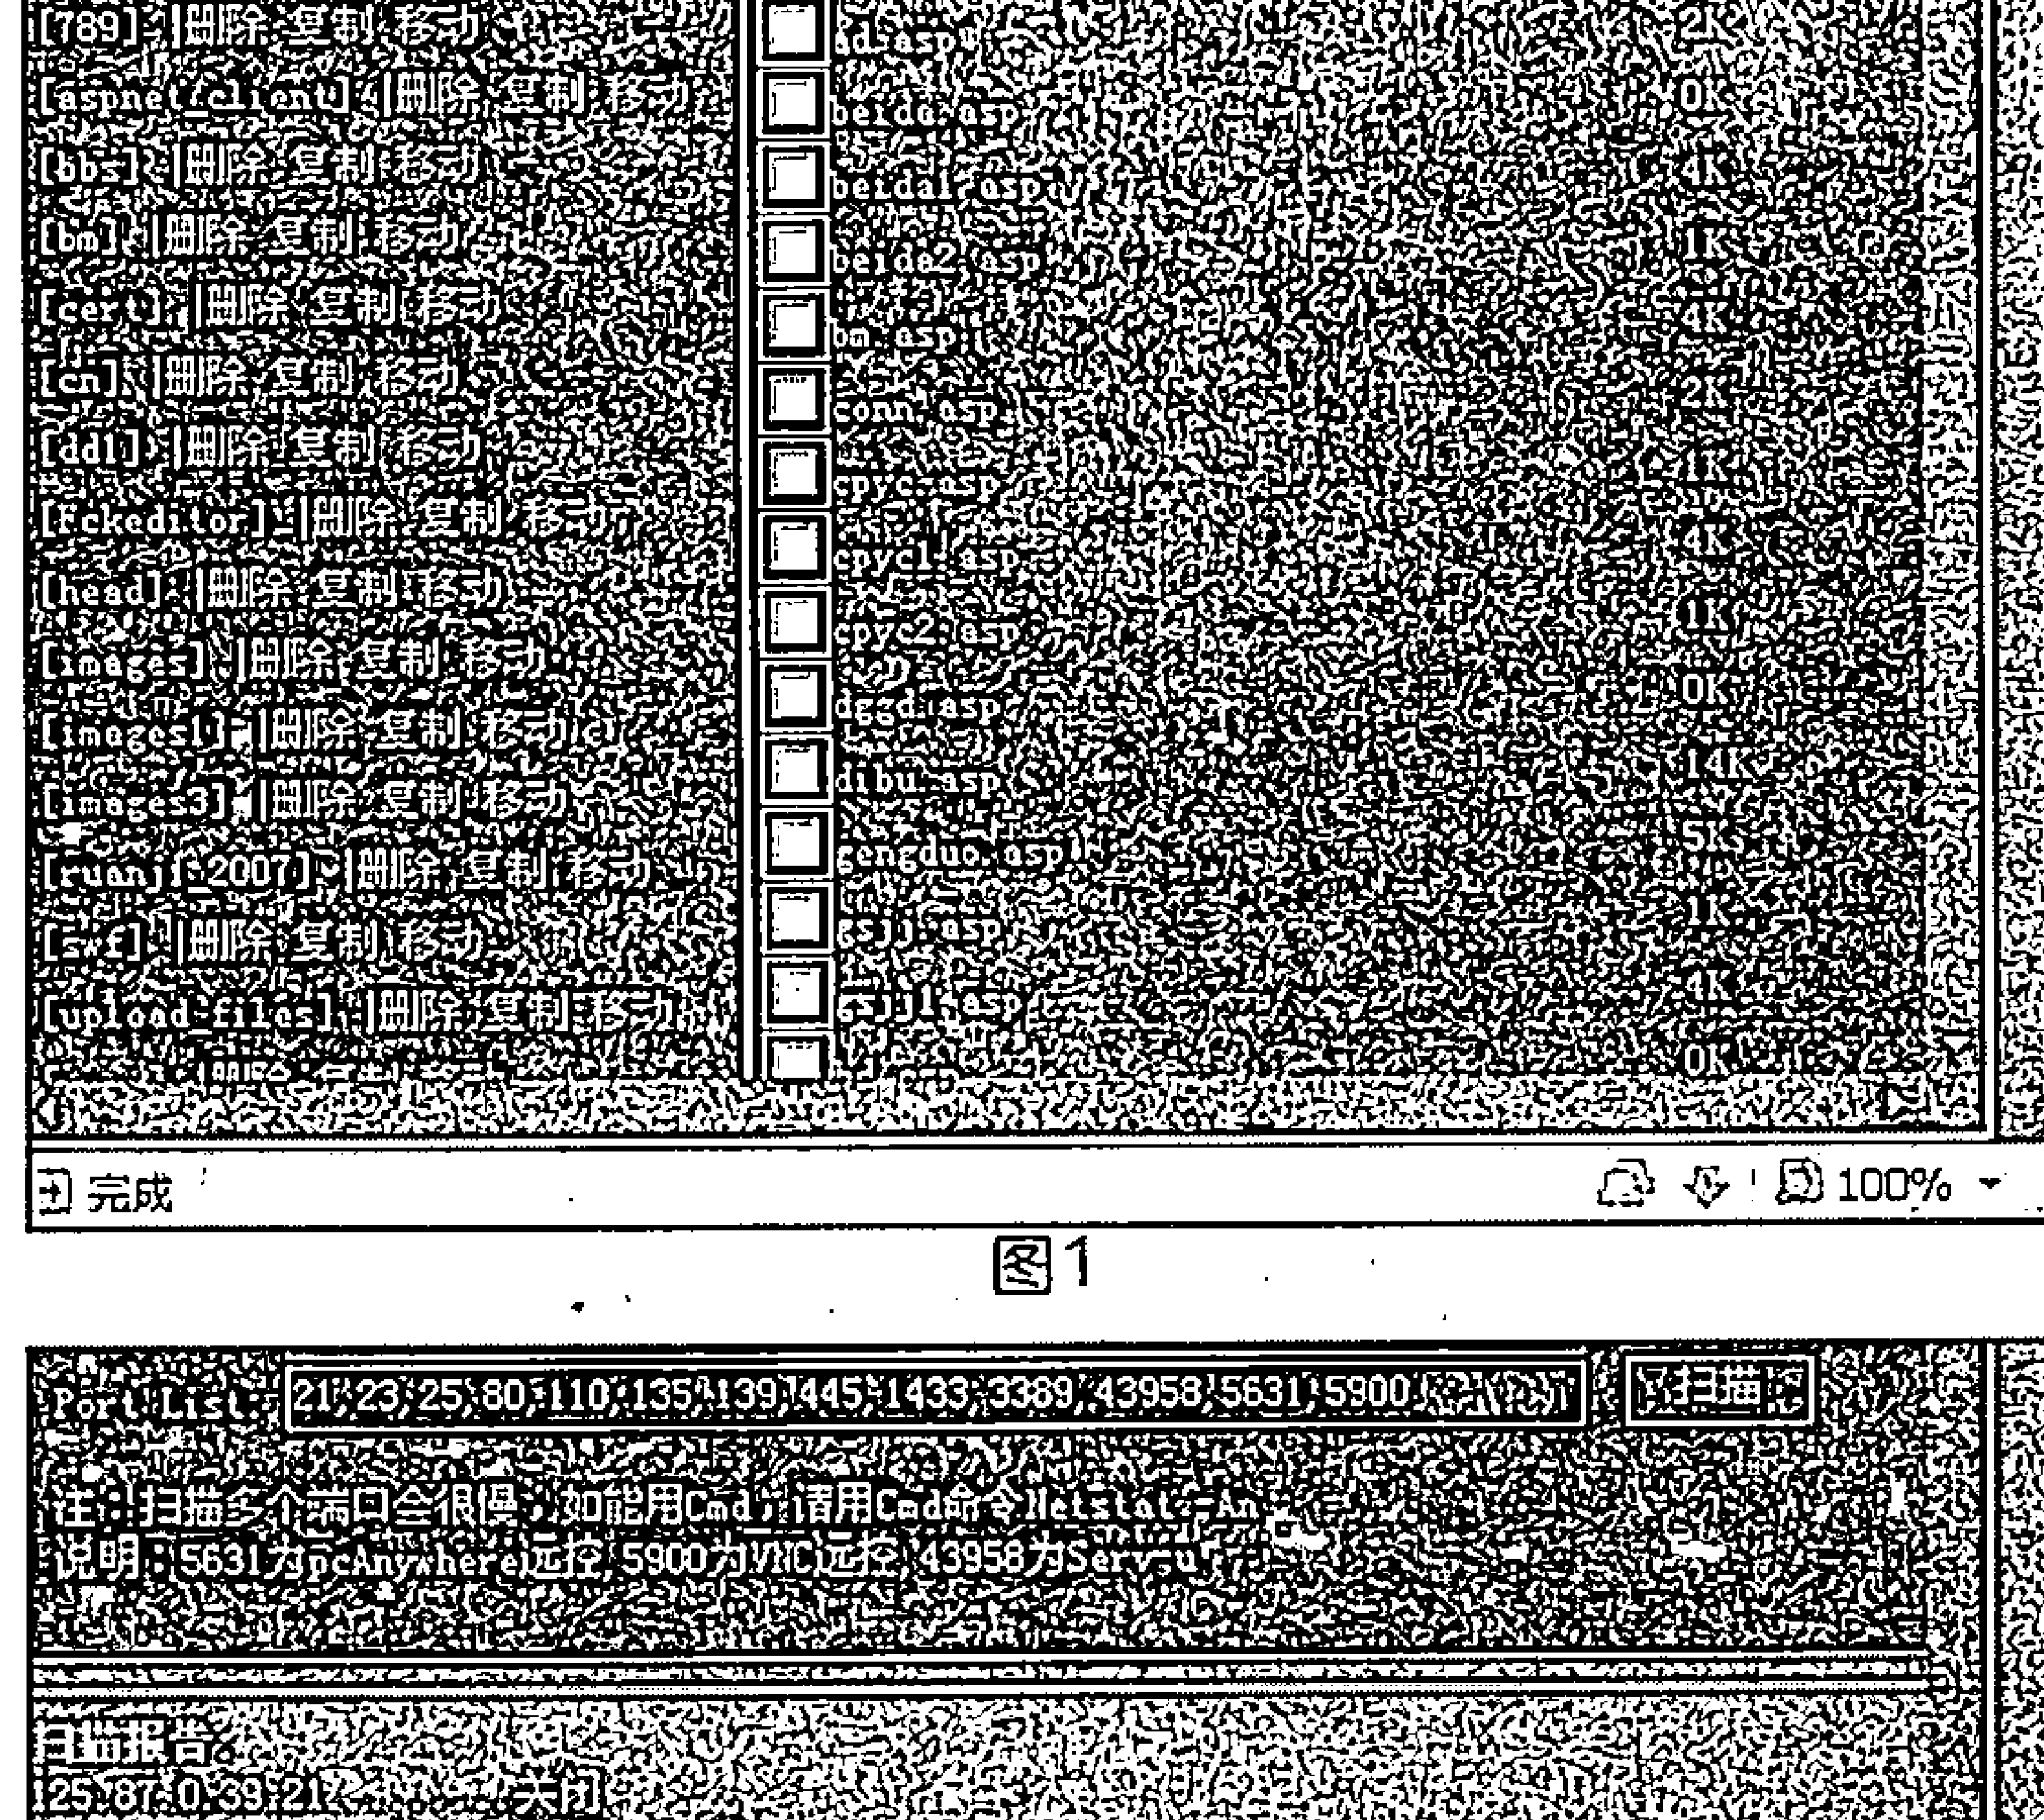 [789] |删除 复制 移动
[aspnet_client] |删除 复制 移动
[bbs] |删除 复制 移动
[bm] |删除 复制 移动
[cert] |删除 复制 移动
[cn] |删除 复制 移动
[ddl] |删除 复制 移动
[Fckeditor] |删除 复制 移动
[head] |删除 复制 移动
[images] |删除 复制 移动
[images1] |删除 复制 移动
[images3] |删除 复制 移动
[ruanji_2007] |删除 复制 移动
[swf] |删除 复制 移动
[upload_files] |删除 复制 移动
ad.asp 2K
beida.asp 0K
beida1.asp 4K
beida2.asp 1K
bm.asp 4K
conn.asp 2K
cpyc.asp 1K
cpyc1.asp 4K
cpyc2.asp 1K
dggd.asp 0K
dibu.asp 14K
gengduo.asp 5K
gsjj.asp 1K
gsjj1.asp 4K
0K
完成
100%
图1
Port List: 21,23,25,80,110,135,139,445,1433,3389,43958,5631,5900 扫描
注：扫描多个端口会很慢，如能用Cmd，请用Cmd命令Netstat -An
说明：5631为pcAnywhere远控 5900为VNC远控 43958为Serv-u
扫描报告
125.87.0.39:21 关闭